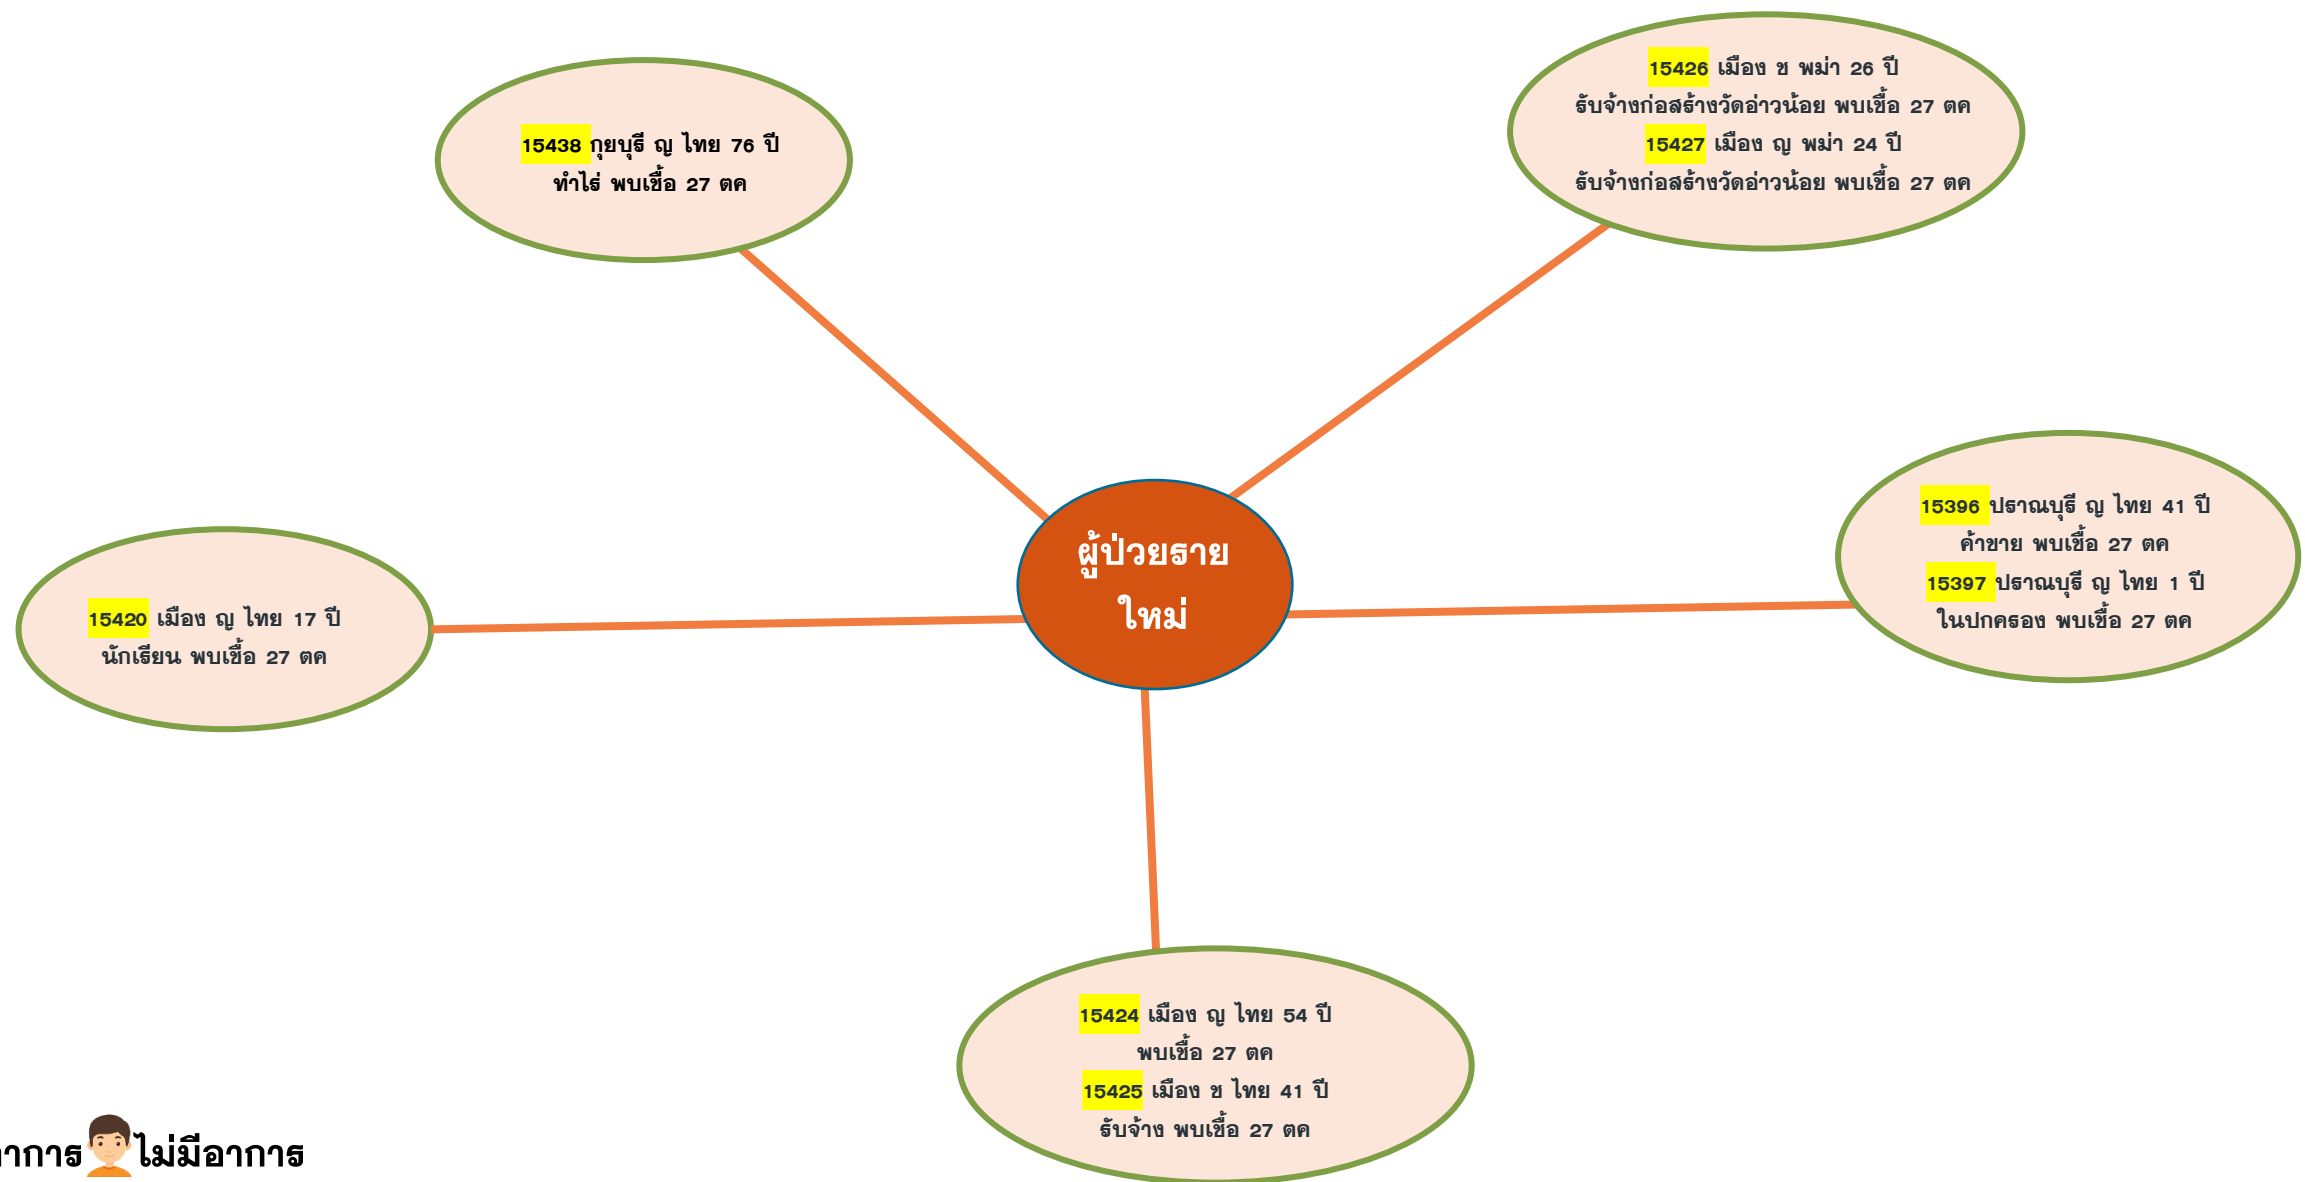 15426 เมือง ช พม่า 26 ปี
รับจ้างก่อสร้างวัดอ่าวน้อย พบเชื้อ 27 ตค
15427 เมือง ญ พม่า 24 ปี
รับจ้างก่อสร้างวัดอ่าวน้อย พบเชื้อ 27 ตค
15438 กุยบุรี ญ ไทย 76 ปี
ทำไร่ พบเชื้อ 27 ตค
15396 ปราณบุรี ญ ไทย 41 ปี
ค้าขาย พบเชื้อ 27 ตค
15397 ปราณบุรี ญ ไทย 1 ปี
ในปกครอง พบเชื้อ 27 ตค
ผู้ป่วยราย
ใหม่
15420 เมือง ญ ไทย 17 ปี
นักเรียน พบเชื้อ 27 ตค
15424 เมือง ญ ไทย 54 ปี
พบเชื้อ 27 ตค
15425 เมือง ช ไทย 41 ปี
รับจ้าง พบเชื้อ 27 ตค
ไม่มีอาการ